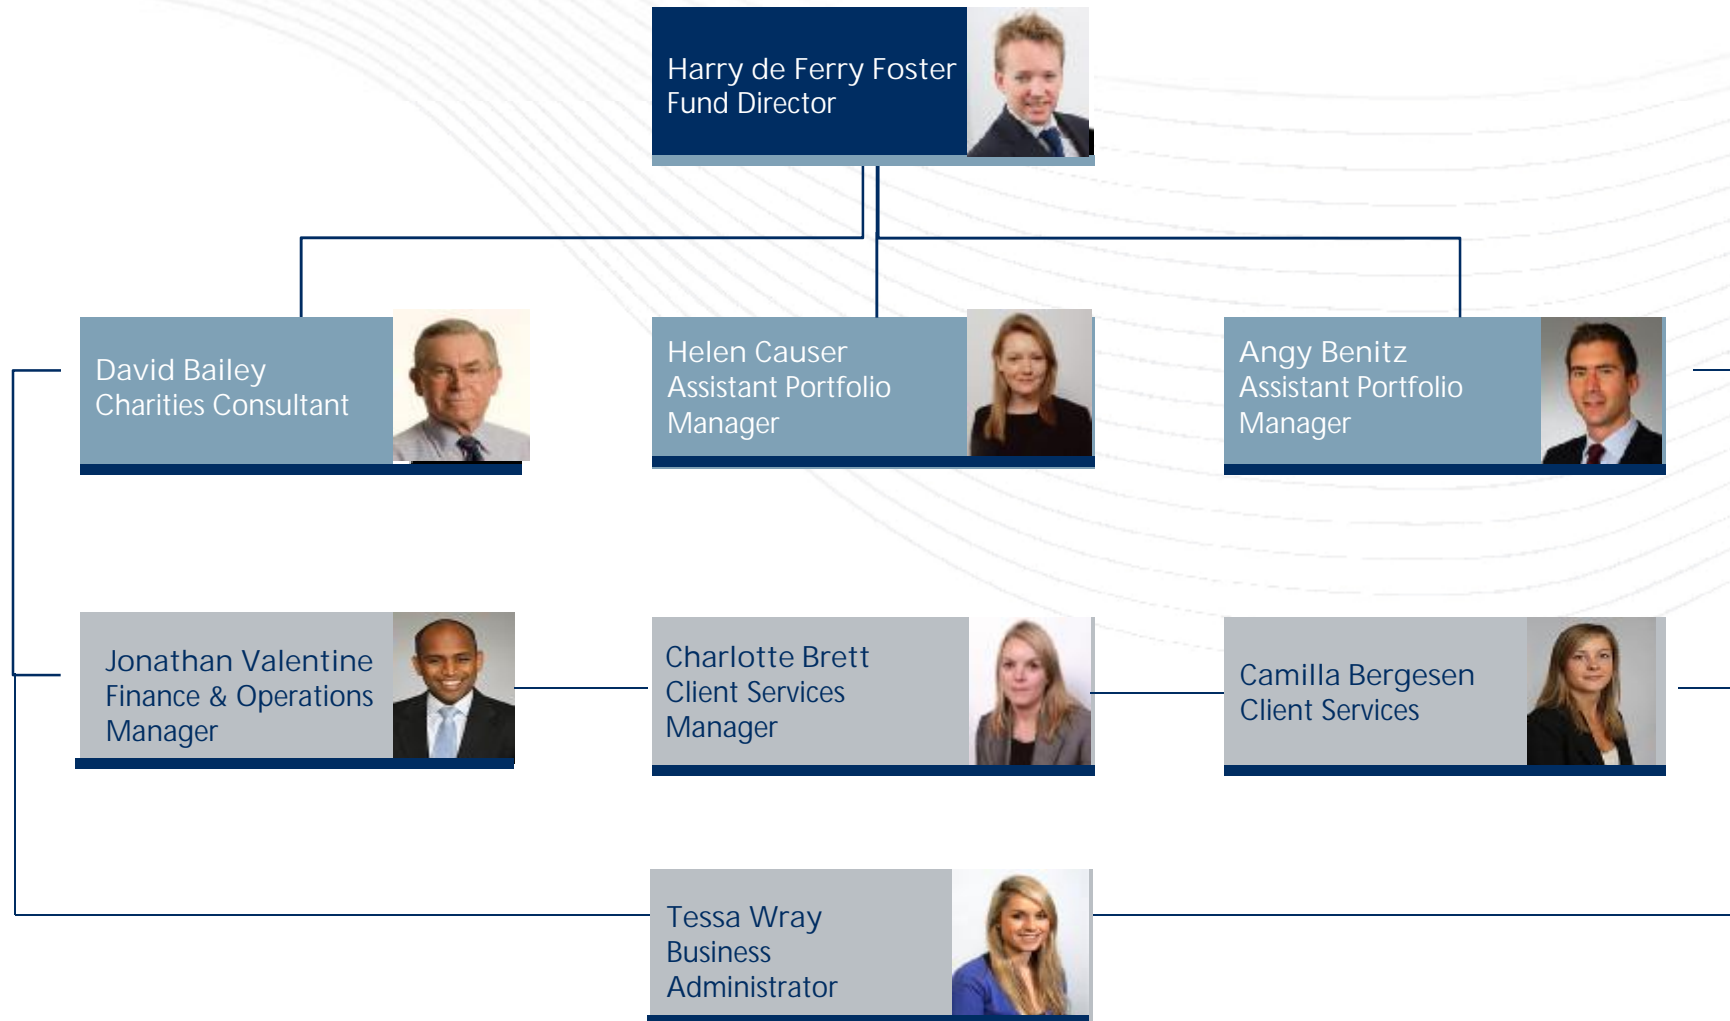 Harry de Ferry Foster
Fund Director
David Bailey
Charities Consultant
Helen Causer
Assistant Portfolio
Manager
Angy Benitz
Assistant Portfolio
Manager
Jonathan Valentine
Finance & Operations
Manager
Charlotte Brett
Client Services
Manager
Camilla Bergesen
Client Services
Tessa Wray
Business
Administrator